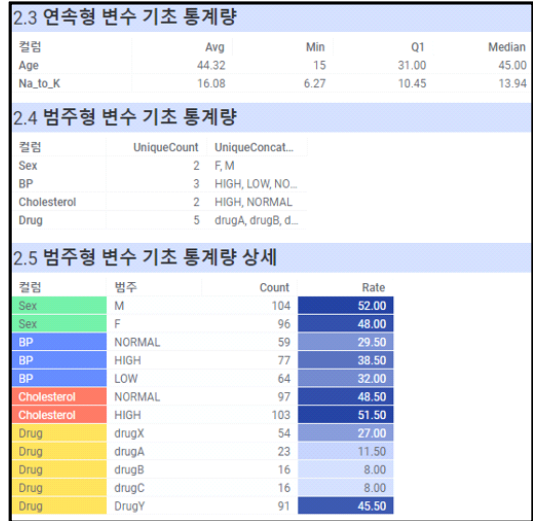 2.3 연속형 변수 기초 통계량
컬럼 Avg Min Q1 Median
Age 44.32 15 31.00 45.00
Na_to_K 16.08 6.27 10.45 13.94
2.4 범주형 변수 기초 통계량
컬럼 UniqueCount UniqueConcat...
Sex 2 F, M
BP 3 HIGH, LOW, NO...
Cholesterol 2 HIGH, NORMAL
Drug 5 drugA, drugB, d...
2.5 범주형 변수 기초 통계량 상세
컬럼 범주 Count Rate
Sex M 104 52.00
Sex F 96 48.00
BP NORMAL 59 29.50
BP HIGH 77 38.50
BP LOW 64 32.00
Cholesterol NORMAL 97 48.50
Cholesterol HIGH 103 51.50
Drug drugX 54 27.00
Drug drugA 23 11.50
Drug drugB 16 8.00
Drug drugC 16 8.00
Drug DrugY 91 45.50